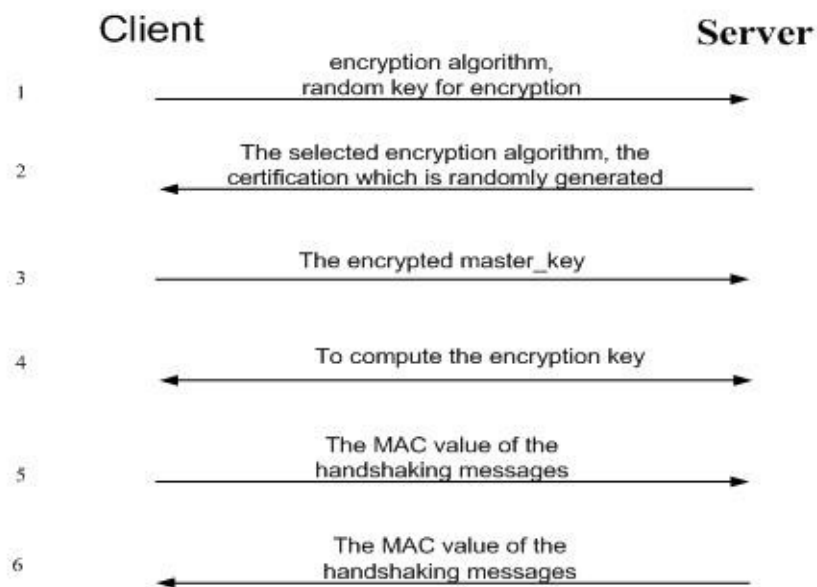 Client Server
encryption algorithm,
1 random key for encryption
The selected encryption algorithm, the
2 certification which is randomly generated
3 The encrypted master_key
4 To compute the encryption key
The MAC value of the
5 handshaking messages
The MAC value of the
6 handshaking messages